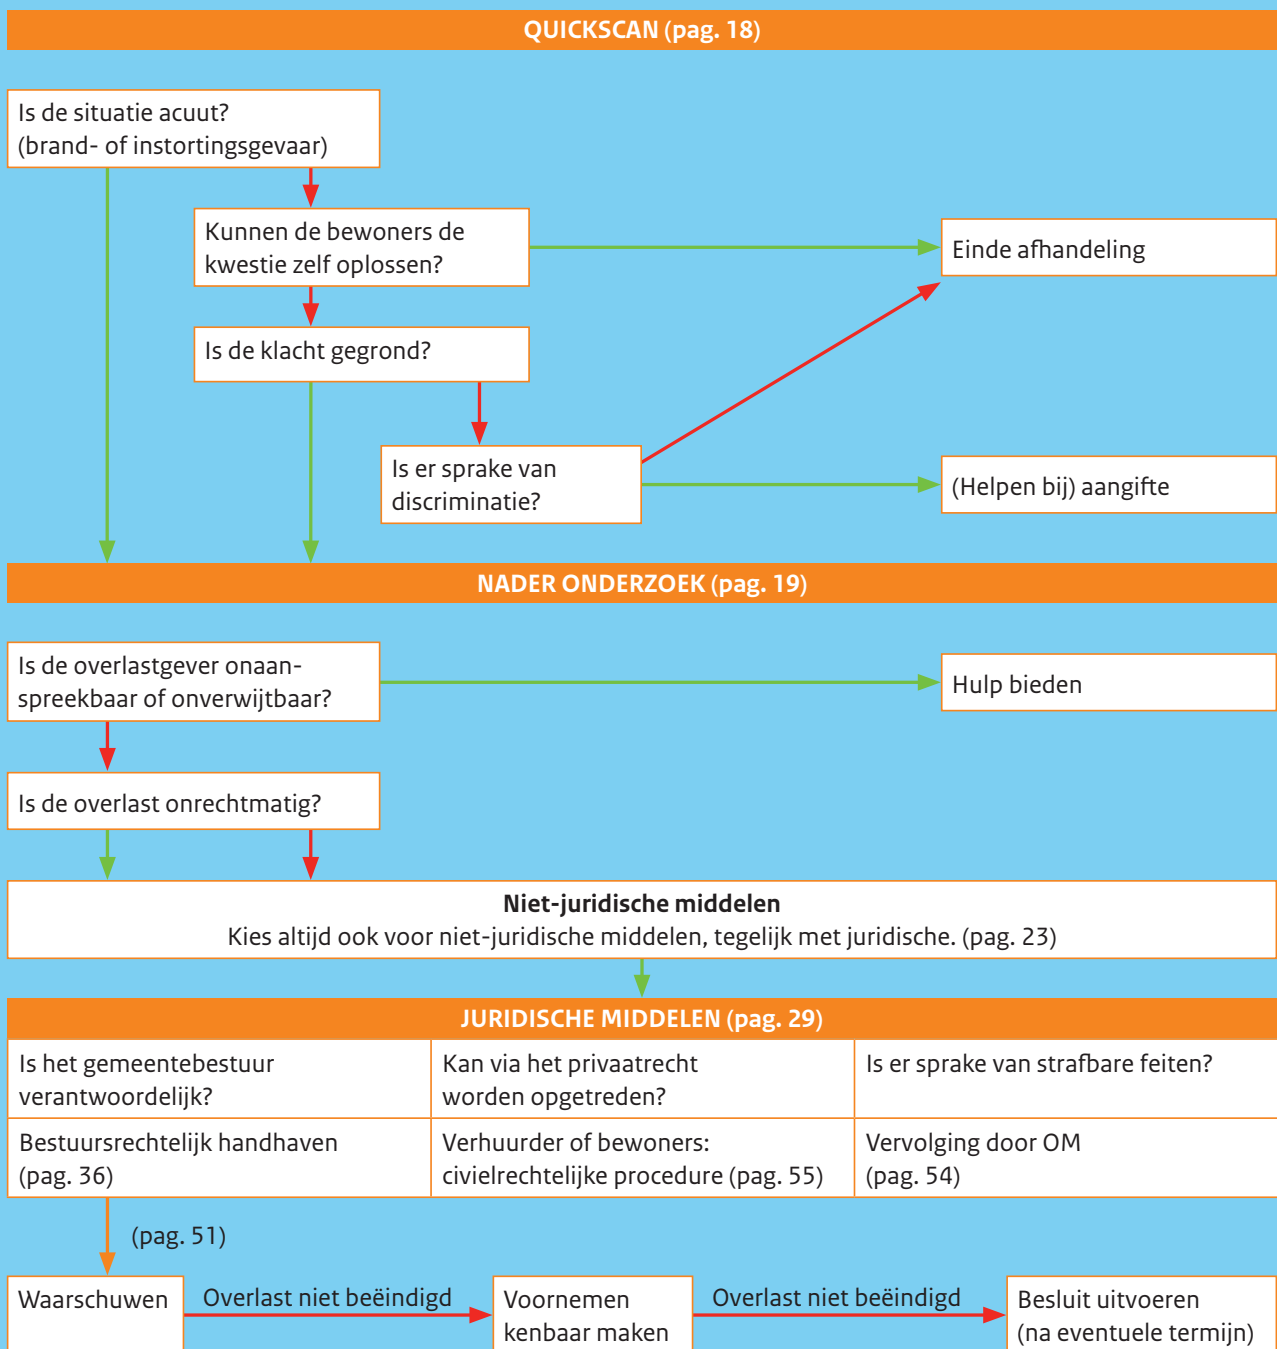 QUICKSCAN (pag. 18)
Is de situatie acuut?
(brand- of instortingsgevaar)
Kunnen de bewoners de
kwestie zelf oplossen?
Einde afhandeling
Is de klacht gegrond?
Is er sprake van
discriminatie?
(Helpen bij) aangifte
NADER ONDERZOEK (pag. 19)
Is de overlastgever onaan-
spreekbaar of onverwijtbaar?
Hulp bieden
Is de overlast onrechtmatig?
Niet-juridische middelen
Kies altijd ook voor niet-juridische middelen, tegelijk met juridische. (pag. 23)
JURIDISCHE MIDDELEN (pag. 29)
Is het gemeentebestuur
verantwoordelijk?
Kan via het privaatrecht
worden opgetreden?
Is er sprake van strafbare feiten?
Bestuursrechtelijk handhaven
(pag. 36)
Verhuurder of bewoners:
civielrechtelijke procedure (pag. 55)
Vervolging door OM
(pag. 54)
(pag. 51)
Waarschuwen
Overlast niet beëindigd
Voornemen
kenbaar maken
Overlast niet beëindigd
Besluit uitvoeren
(na eventuele termijn)